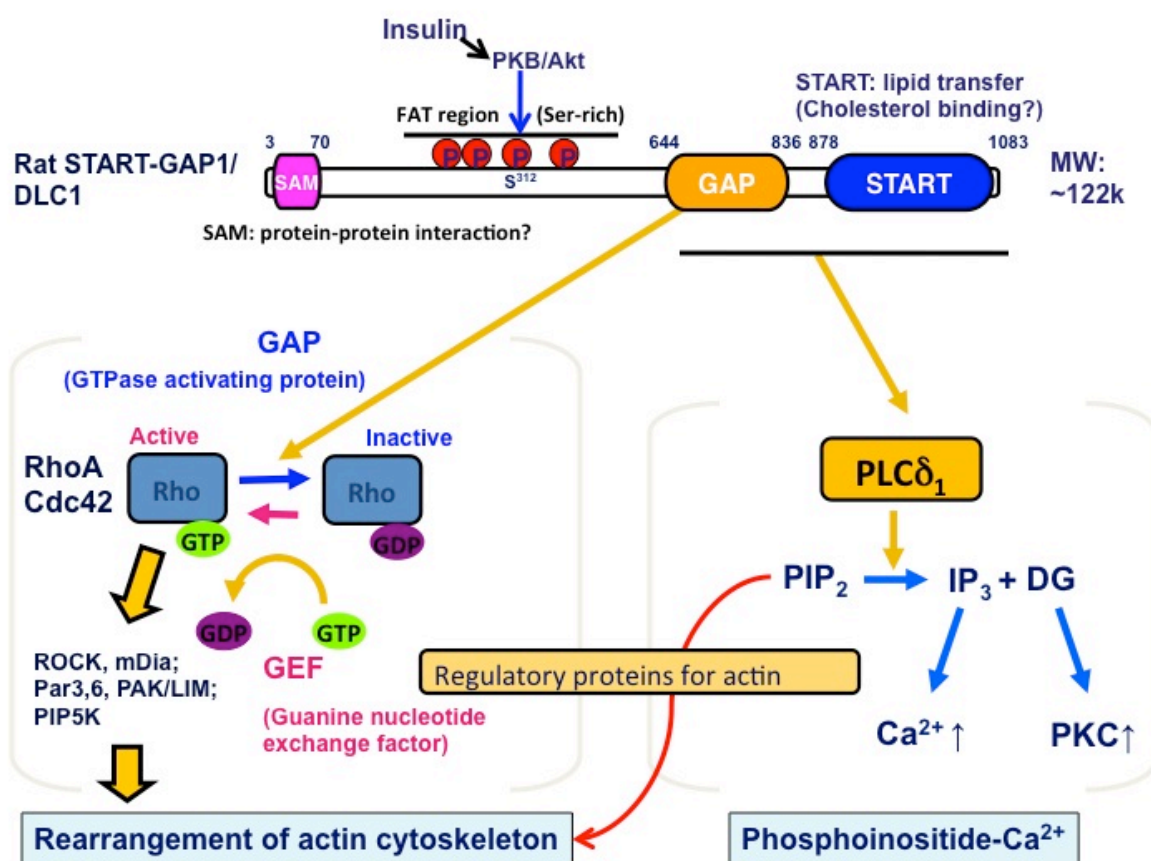 Insulin
PKB/Akt
START: lipid transfer
(Cholesterol binding?)
FAT region (Ser-rich)
3 70 644 836 878 1083
Rat START-GAP1/
DLC1
P P P P
SAM
S³¹²
GAP
START
MW:
~122k
SAM: protein-protein interaction?
GAP
(GTPase activating protein)
Active
Inactive
RhoA
Cdc42
Rho
Rho
GTP
GDP
GDP
GTP
GEF
(Guanine nucleotide
exchange factor)
ROCK, mDia;
Par3,6, PAK/LIM;
PIP5K
PLCδ₁
PIP₂
IP₃ + DG
Regulatory proteins for actin
Ca²⁺ ↑
PKC↑
Rearrangement of actin cytoskeleton
Phosphoinositide-Ca²⁺